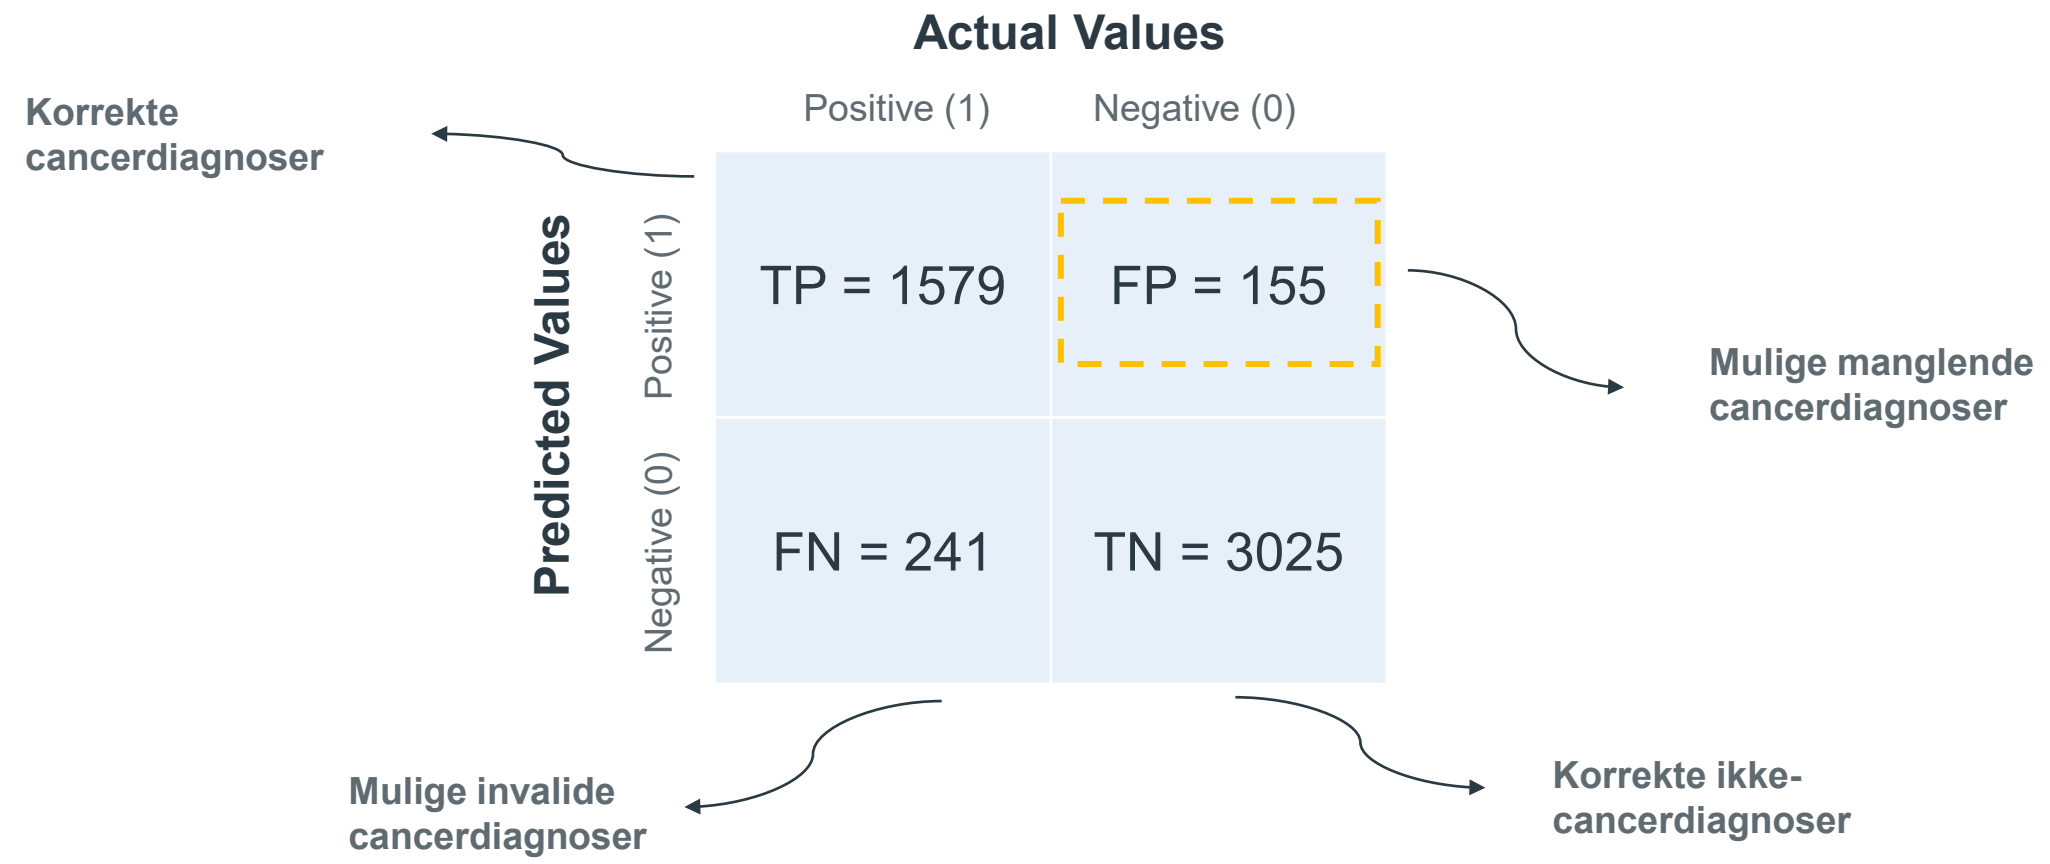 Actual Values
Positive (1) Negative (0)
Korrekte
cancerdiagnoser
Predicted Values
Positive (1)
TP = 1579
FP = 155
Mulige manglende
cancerdiagnoser
Negative (0)
FN = 241
TN = 3025
Mulige invalide
cancerdiagnoser
Korrekte ikke-
cancerdiagnoser